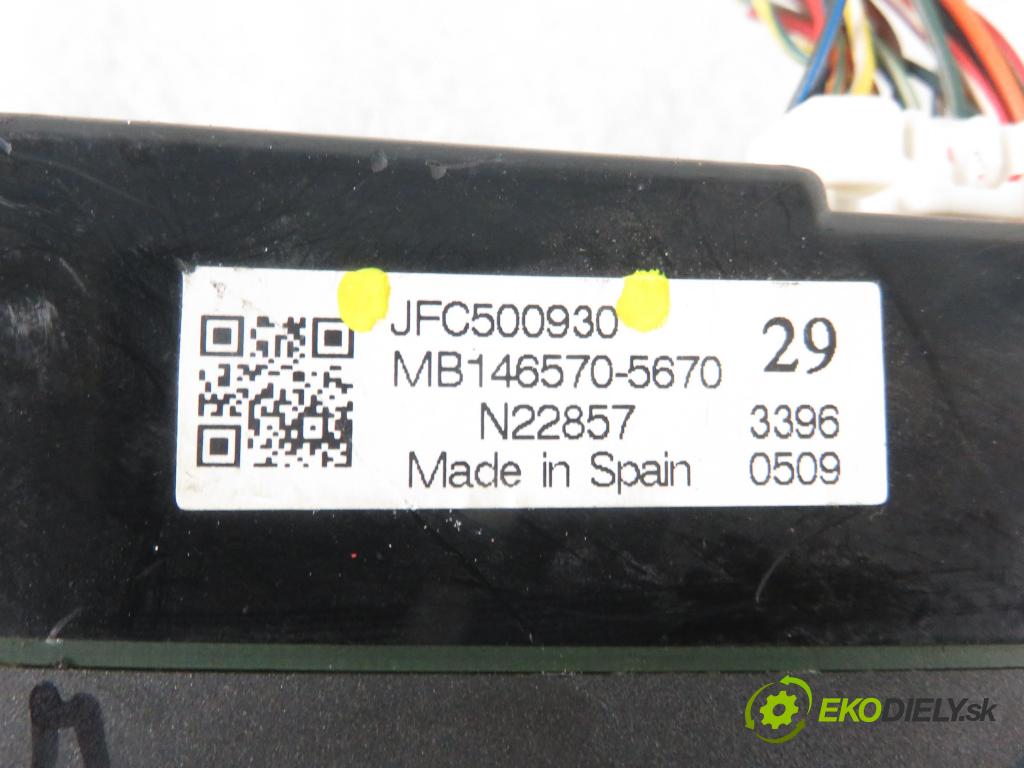 JFC500930
29
MB146570-5670
N22857
3396
Made in Spain
0509
EKODIELY.sk